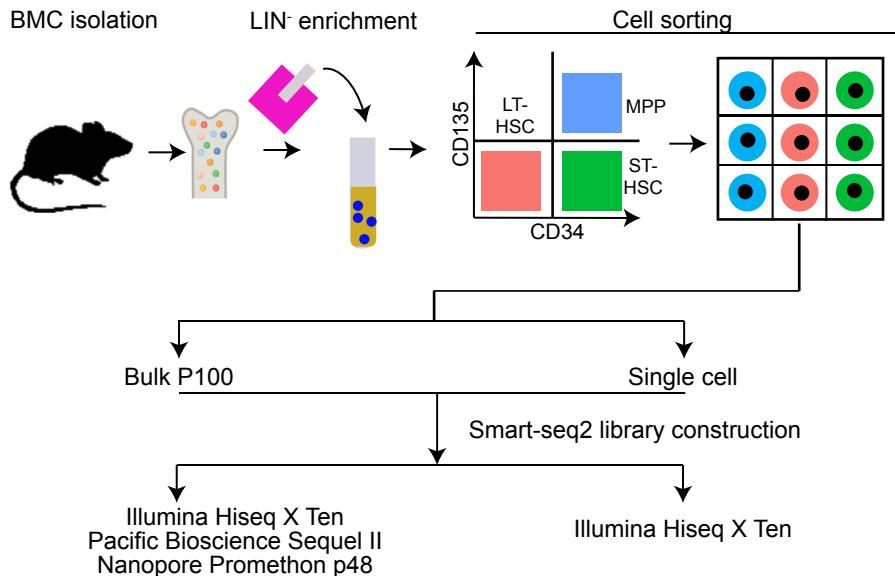 BMC isolation
LIN⁻ enrichment
Cell sorting
CD135
LT-
HSC
MPP
ST-
HSC
CD34
Bulk P100
Single cell
Smart-seq2 library construction
Illumina Hiseq X Ten
Pacific Bioscience Sequel II
Nanopore Promethon p48
Illumina Hiseq X Ten